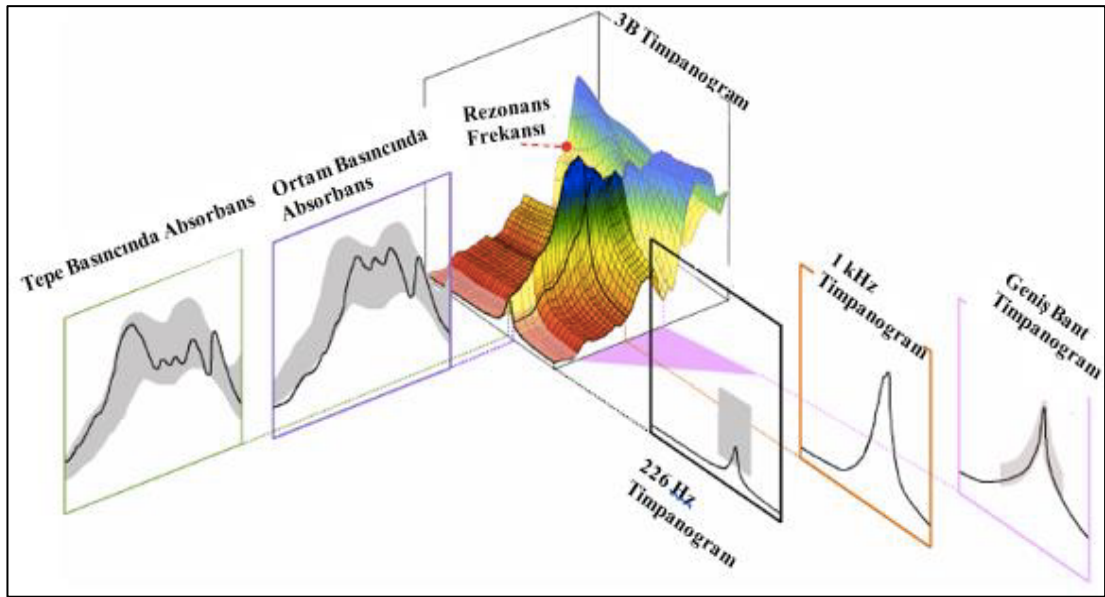 3B Timpanogram
Rezonans
Frekansı
Ortam Basıncında
Absorbans
Tepe Basıncında Absorbans
1 kHz
Timpanogram
Geniş Bant
Timpanogram
226 Hz
Timpanogram